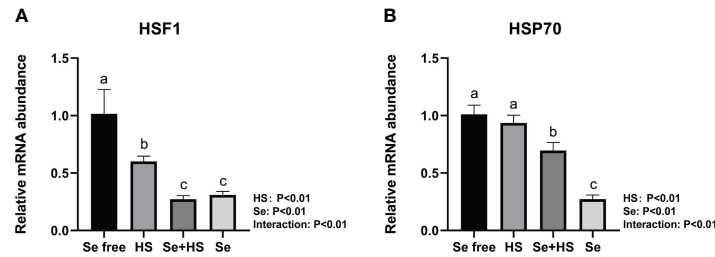 A
HSF1
Relative mRNA abundance
1.5
1.0
0.5
0.0
a
b
c
c
Se free HS Se+HS Se
HS: P<0.01
Se: P<0.01
Interaction: P<0.01
B
HSP70
Relative mRNA abundance
1.5
1.0
0.5
0.0
a
a
b
c
Se free HS Se+HS Se
HS: P<0.01
Se: P<0.01
Interaction: P<0.01